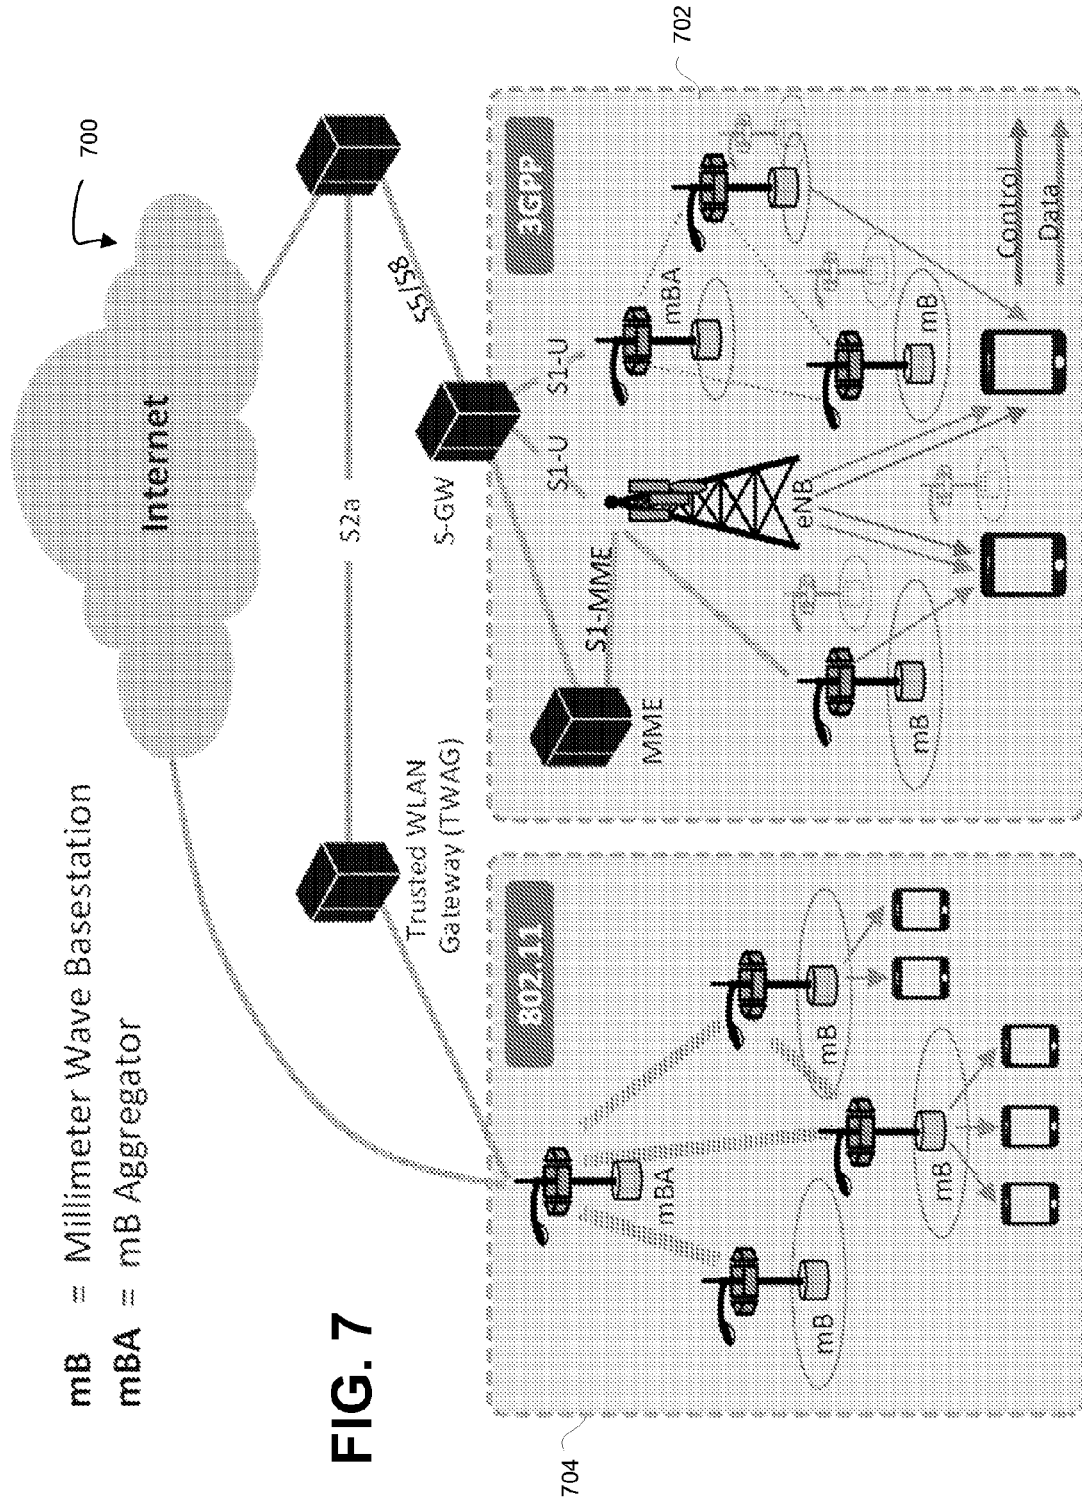 mB = Millimeter Wave Basestation
mBA = mB Aggregator
700
Internet
FIG. 7
S2a
Trusted WLAN
Gateway (TWAG)
S-GW
S5/S8
704
702
802.11
mBA
mB
mB
mB
3GPP
MME
S1-MME
S1-U
S1-U
eNB
mBA
mB
mB
Control
Data